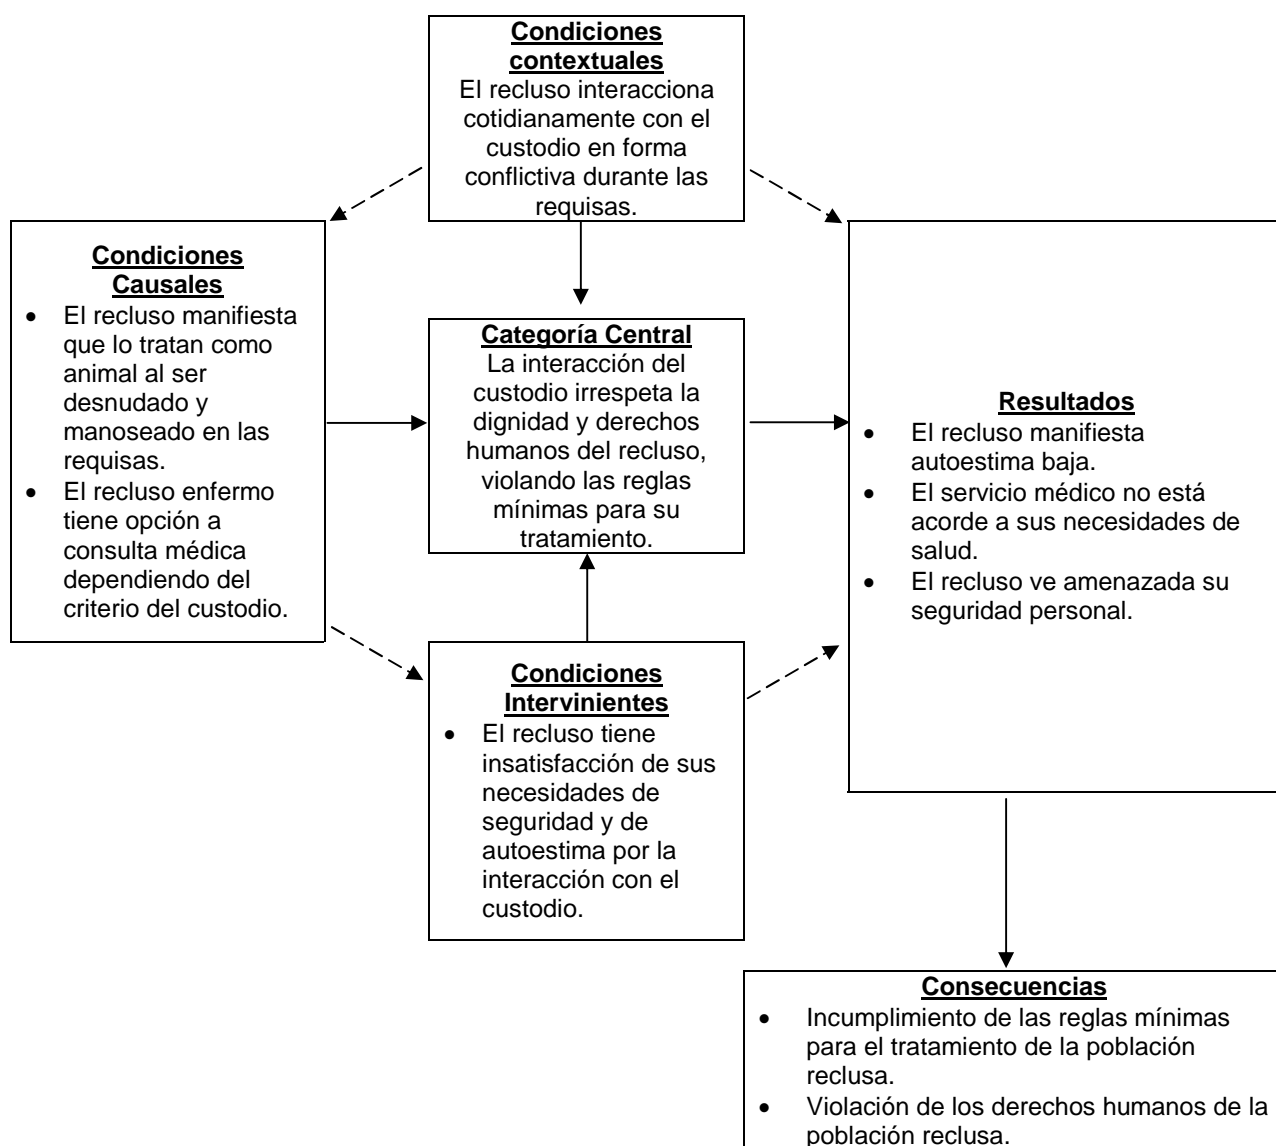 Condiciones
contextuales
El recluso interacciona
cotidianamente con el
custodio en forma
conflictiva durante las
requisas.
Condiciones
Causales
• El recluso manifiesta
que lo tratan como
animal al ser
desnudado y
manoseado en las
requisas.
• El recluso enfermo
tiene opción a
consulta médica
dependiendo del
criterio del custodio.
Categoría Central
La interacción del
custodio irrespeta la
dignidad y derechos
humanos del recluso,
violando las reglas
mínimas para su
tratamiento.
Resultados
• El recluso manifiesta
autoestima baja.
• El servicio médico no está
acorde a sus necesidades de
salud.
• El recluso ve amenazada su
seguridad personal.
Condiciones
Intervinientes
• El recluso tiene
insatisfacción de sus
necesidades de
seguridad y de
autoestima por la
interacción con el
custodio.
Consecuencias
• Incumplimiento de las reglas mínimas
para el tratamiento de la población
reclusa.
• Violación de los derechos humanos de la
población reclusa.